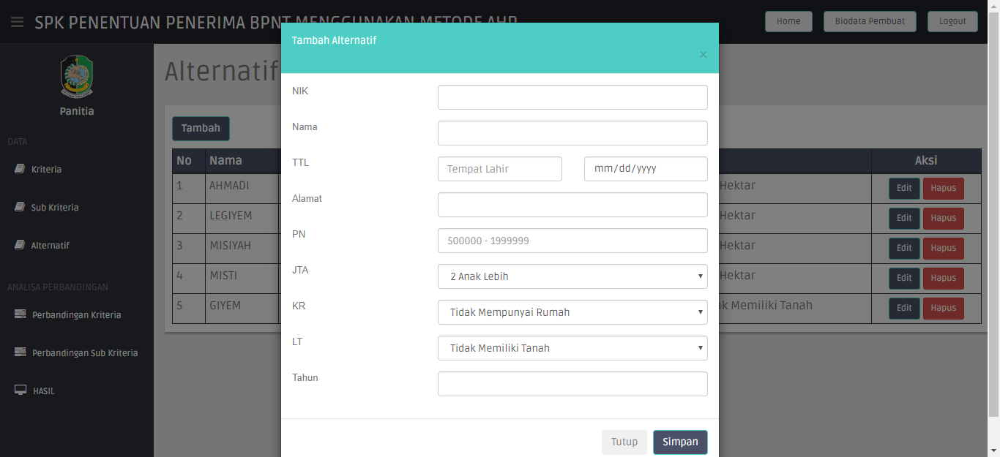 SPK PENENTUAN PENERIMA BPNT MENGGUNAKAN METODE AHP
Home
Biodata Pembuat
Logout
Panitia
DATA
Kriteria
Sub Kriteria
Alternatif
ANALISA PERBANDINGAN
Perbandingan Kriteria
Perbandingan Sub Kriteria
HASIL
Alternatif
Tambah
No Nama Aksi
1 AHMADI Hektar Edit Hapus
2 LEGIYEM Hektar Edit Hapus
3 MISIYAH Hektar Edit Hapus
4 MISTI Hektar Edit Hapus
5 GIYEM Memiliki Tanah Edit Hapus
Tambah Alternatif
×
NIK
Nama
TTL Tempat Lahir mm/dd/yyyy
Alamat
PN 500000 - 1999999
JTA 2 Anak Lebih
KR Tidak Mempunyai Rumah
LT Tidak Memiliki Tanah
Tahun
Tutup Simpan